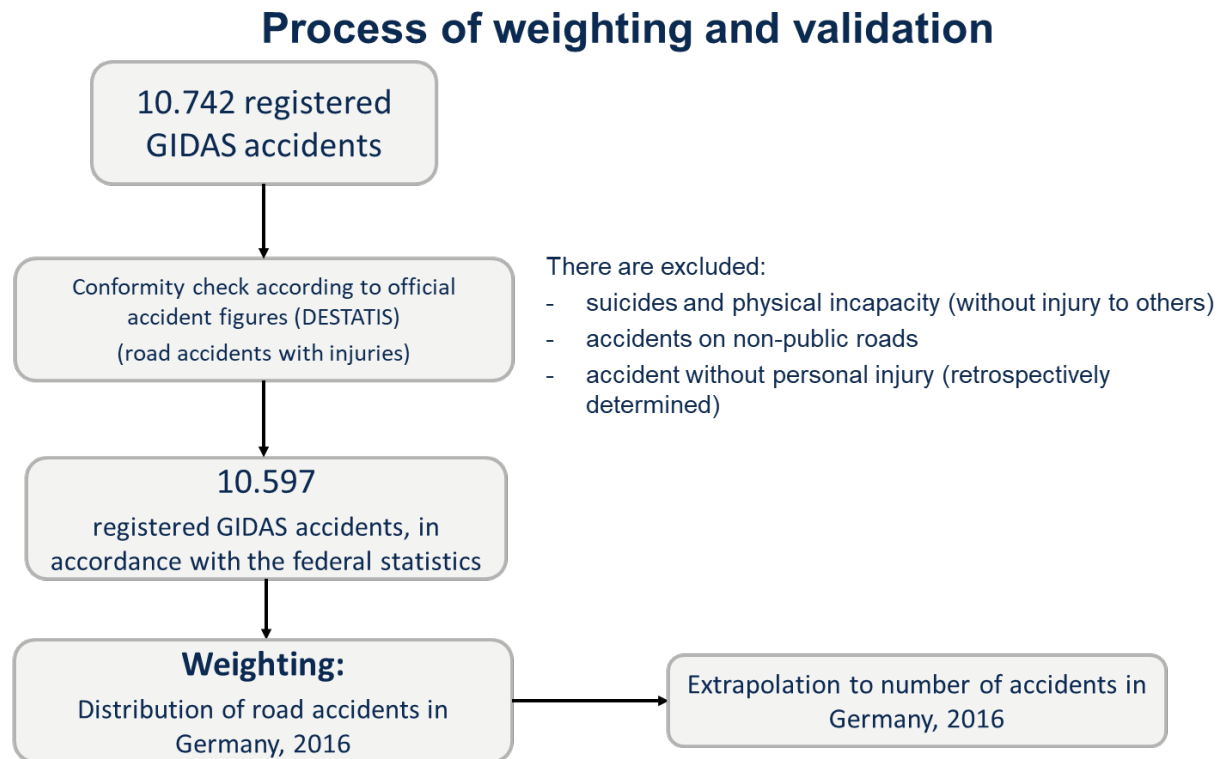 Process of weighting and validation
10.742 registered
GIDAS accidents
Conformity check according to official
accident figures (DESTATIS)
(road accidents with injuries)
There are excluded:
- suicides and physical incapacity (without injury to others)
- accidents on non-public roads
- accident without personal injury (retrospectively
determined)
10.597
registered GIDAS accidents, in
accordance with the federal statistics
Weighting:
Distribution of road accidents in
Germany, 2016
Extrapolation to number of accidents in
Germany, 2016